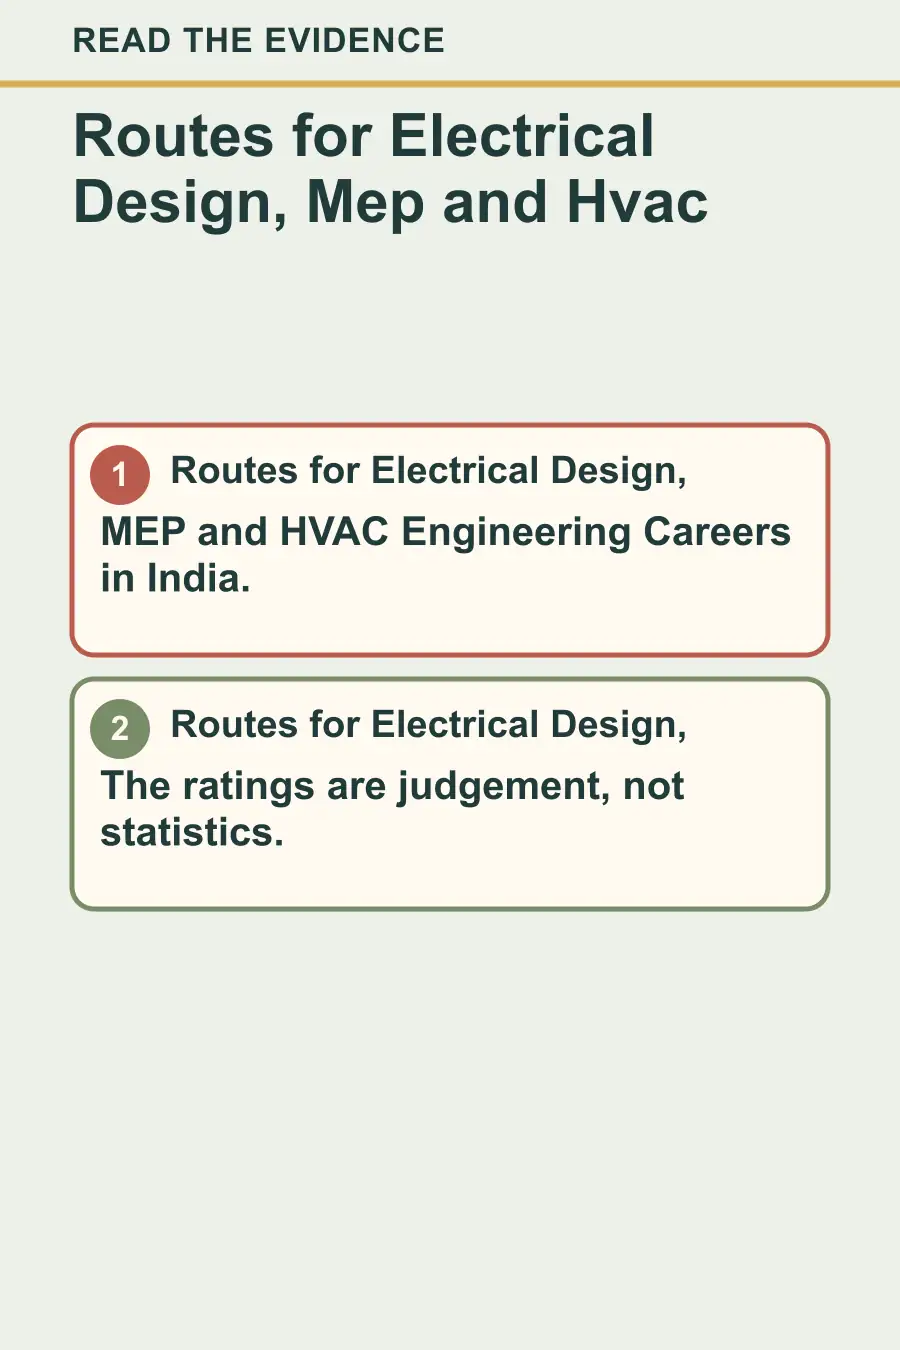 READ THE EVIDENCE
Routes for Electrical
Design, Mep and Hvac
1
Routes for Electrical Design,
MEP and HVAC Engineering Careers
in India.
2
Routes for Electrical Design,
The ratings are judgement, not
statistics.